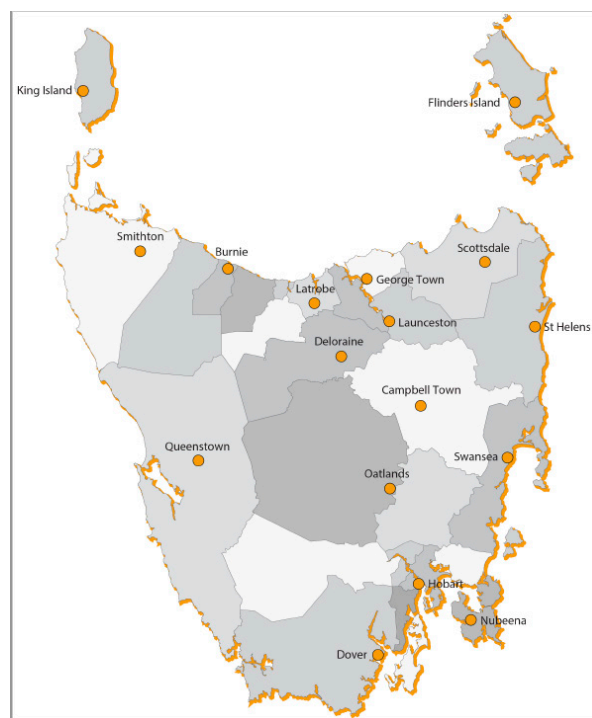 King Island
Flinders Island
Smithton
Burnie
Scottsdale
George Town
Latrobe
Launceston
St Helens
Deloraine
Campbell Town
Queenstown
Swansea
Oatlands
Hobart
Nubeena
Dover